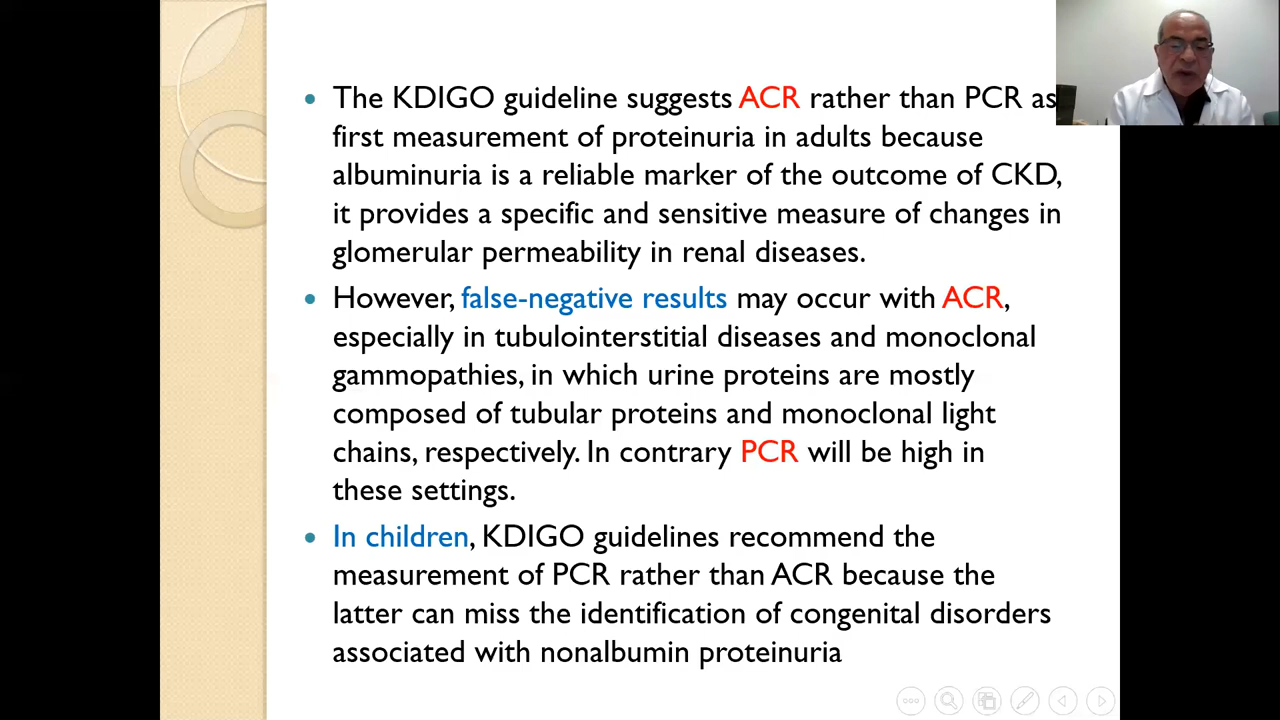 The KDIGO guideline suggests ACR rather than PCR as
first measurement of proteinuria in adults because
albuminuria is a reliable marker of the outcome of CKD,
it provides a specific and sensitive measure of changes in
glomerular permeability in renal diseases.
However, false-negative results may occur with ACR,
especially in tubulointerstitial diseases and monoclonal
gammopathies, in which urine proteins are mostly
composed of tubular proteins and monoclonal light
chains, respectively. In contrary PCR will be high in
these settings.
In children, KDIGO guidelines recommend the
measurement of PCR rather than ACR because the
latter can miss the identification of congenital disorders
associated with nonalbumin proteinuria